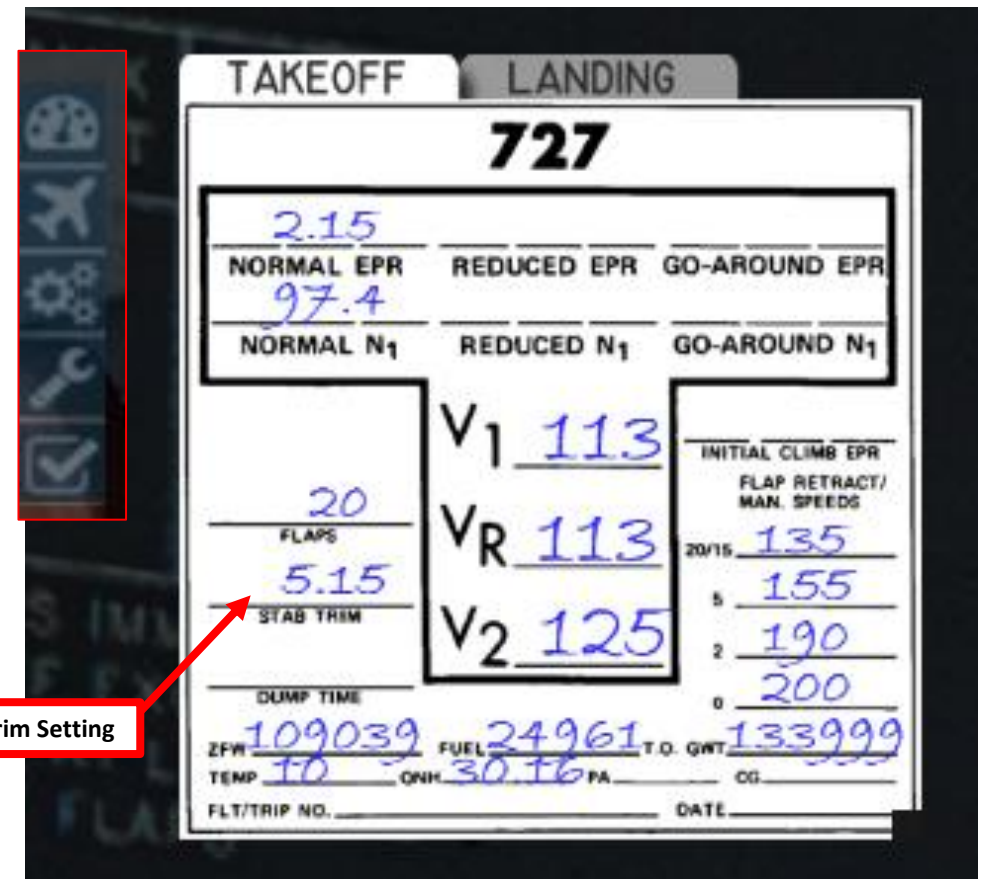 TAKEOFF LANDING
727
2.15
NORMAL EPR REDUCED EPR GO-AROUND EPR
97.4
NORMAL N1 REDUCED N1 GO-AROUND N1
V1 113
INITIAL CLIMB EPR
FLAP RETRACT/
MAN. SPEEDS
20
FLAPS
VR 113
20/15 135
5.15
STAB TRIM
5 155
V2 125
2 190
DUMP TIME
0 200
rim Setting
ZFW 109039 FUEL 24961 T.O. GWT 133999
TEMP 10 QNH 30.16 PA CG
FLT/TRIP NO. DATE